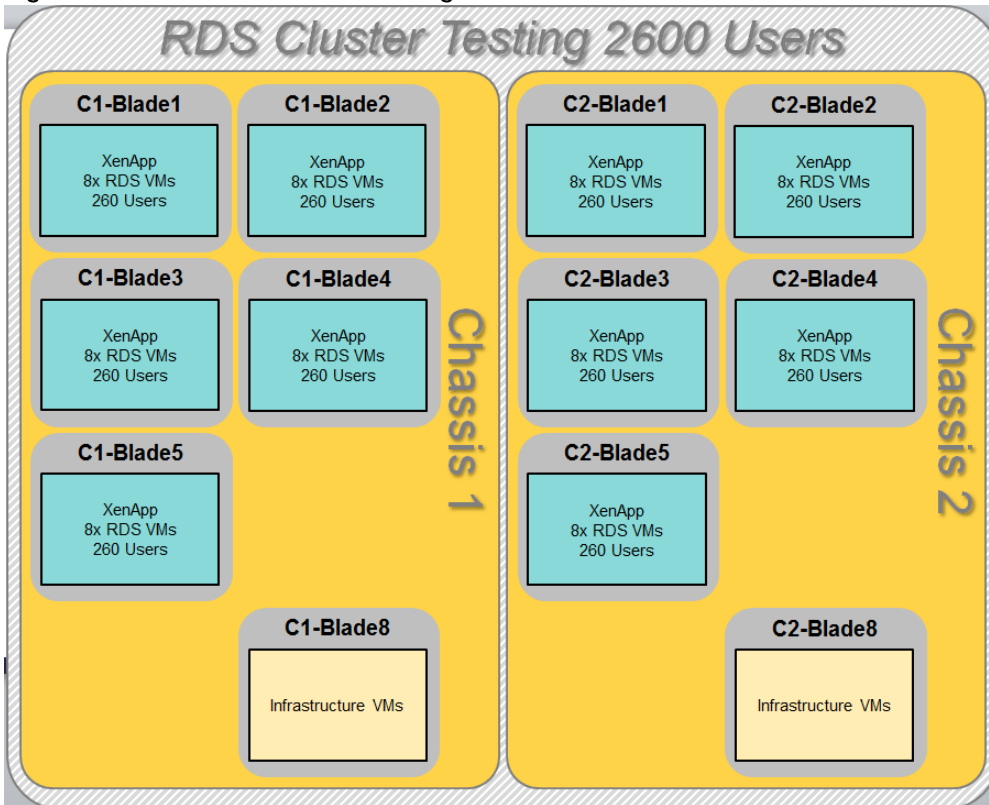 RDS Cluster Testing 2600 Users
C1-Blade1
XenApp
8x RDS VMs
260 Users
C1-Blade2
XenApp
8x RDS VMs
260 Users
C1-Blade3
XenApp
8x RDS VMs
260 Users
C1-Blade4
XenApp
8x RDS VMs
260 Users
C1-Blade5
XenApp
8x RDS VMs
260 Users
C1-Blade8
Infrastructure VMs
Chassis 1
C2-Blade1
XenApp
8x RDS VMs
260 Users
C2-Blade2
XenApp
8x RDS VMs
260 Users
C2-Blade3
XenApp
8x RDS VMs
260 Users
C2-Blade4
XenApp
8x RDS VMs
260 Users
C2-Blade5
XenApp
8x RDS VMs
260 Users
C2-Blade8
Infrastructure VMs
Chassis 2